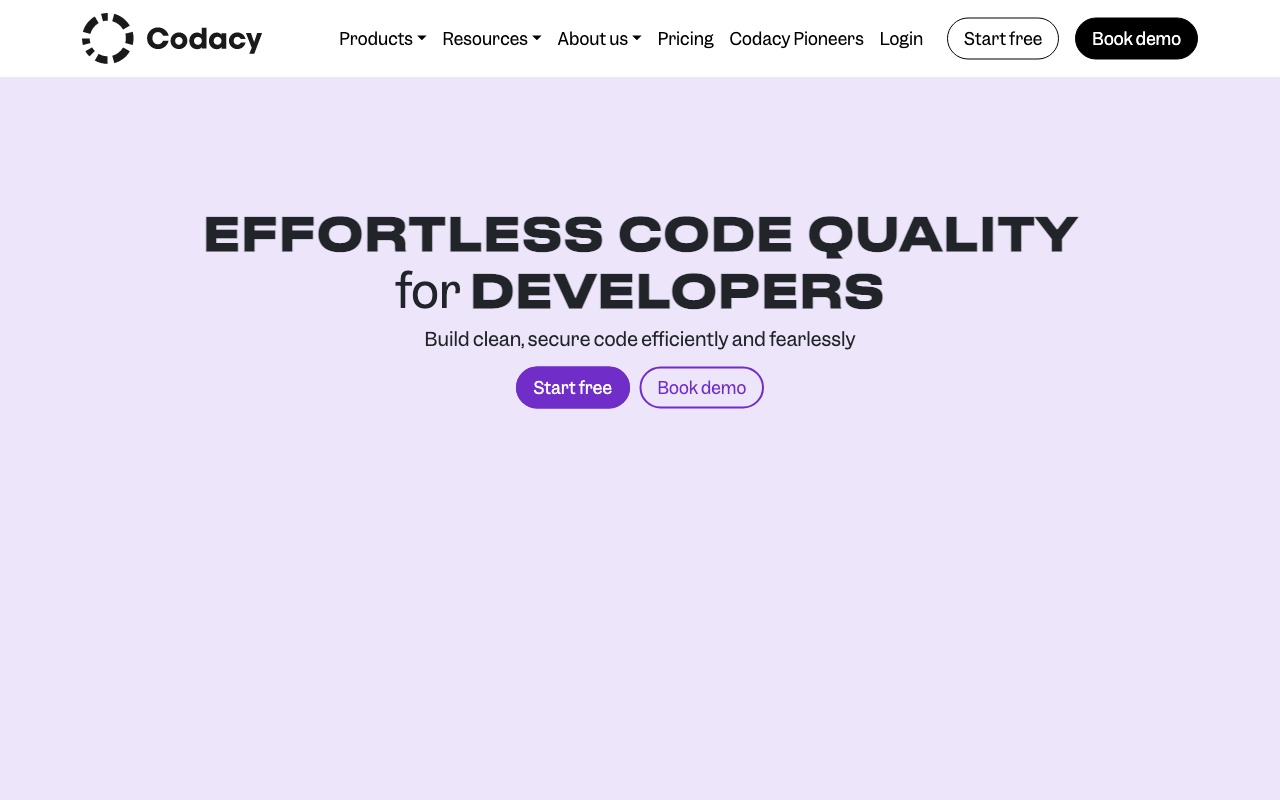 Codacy
Products
Resources
About us
Pricing
Codacy Pioneers
Login
Start free
Book demo
EFFORTLESS CODE QUALITY
for DEVELOPERS
Build clean, secure code efficiently and fearlessly
Start free
Book demo